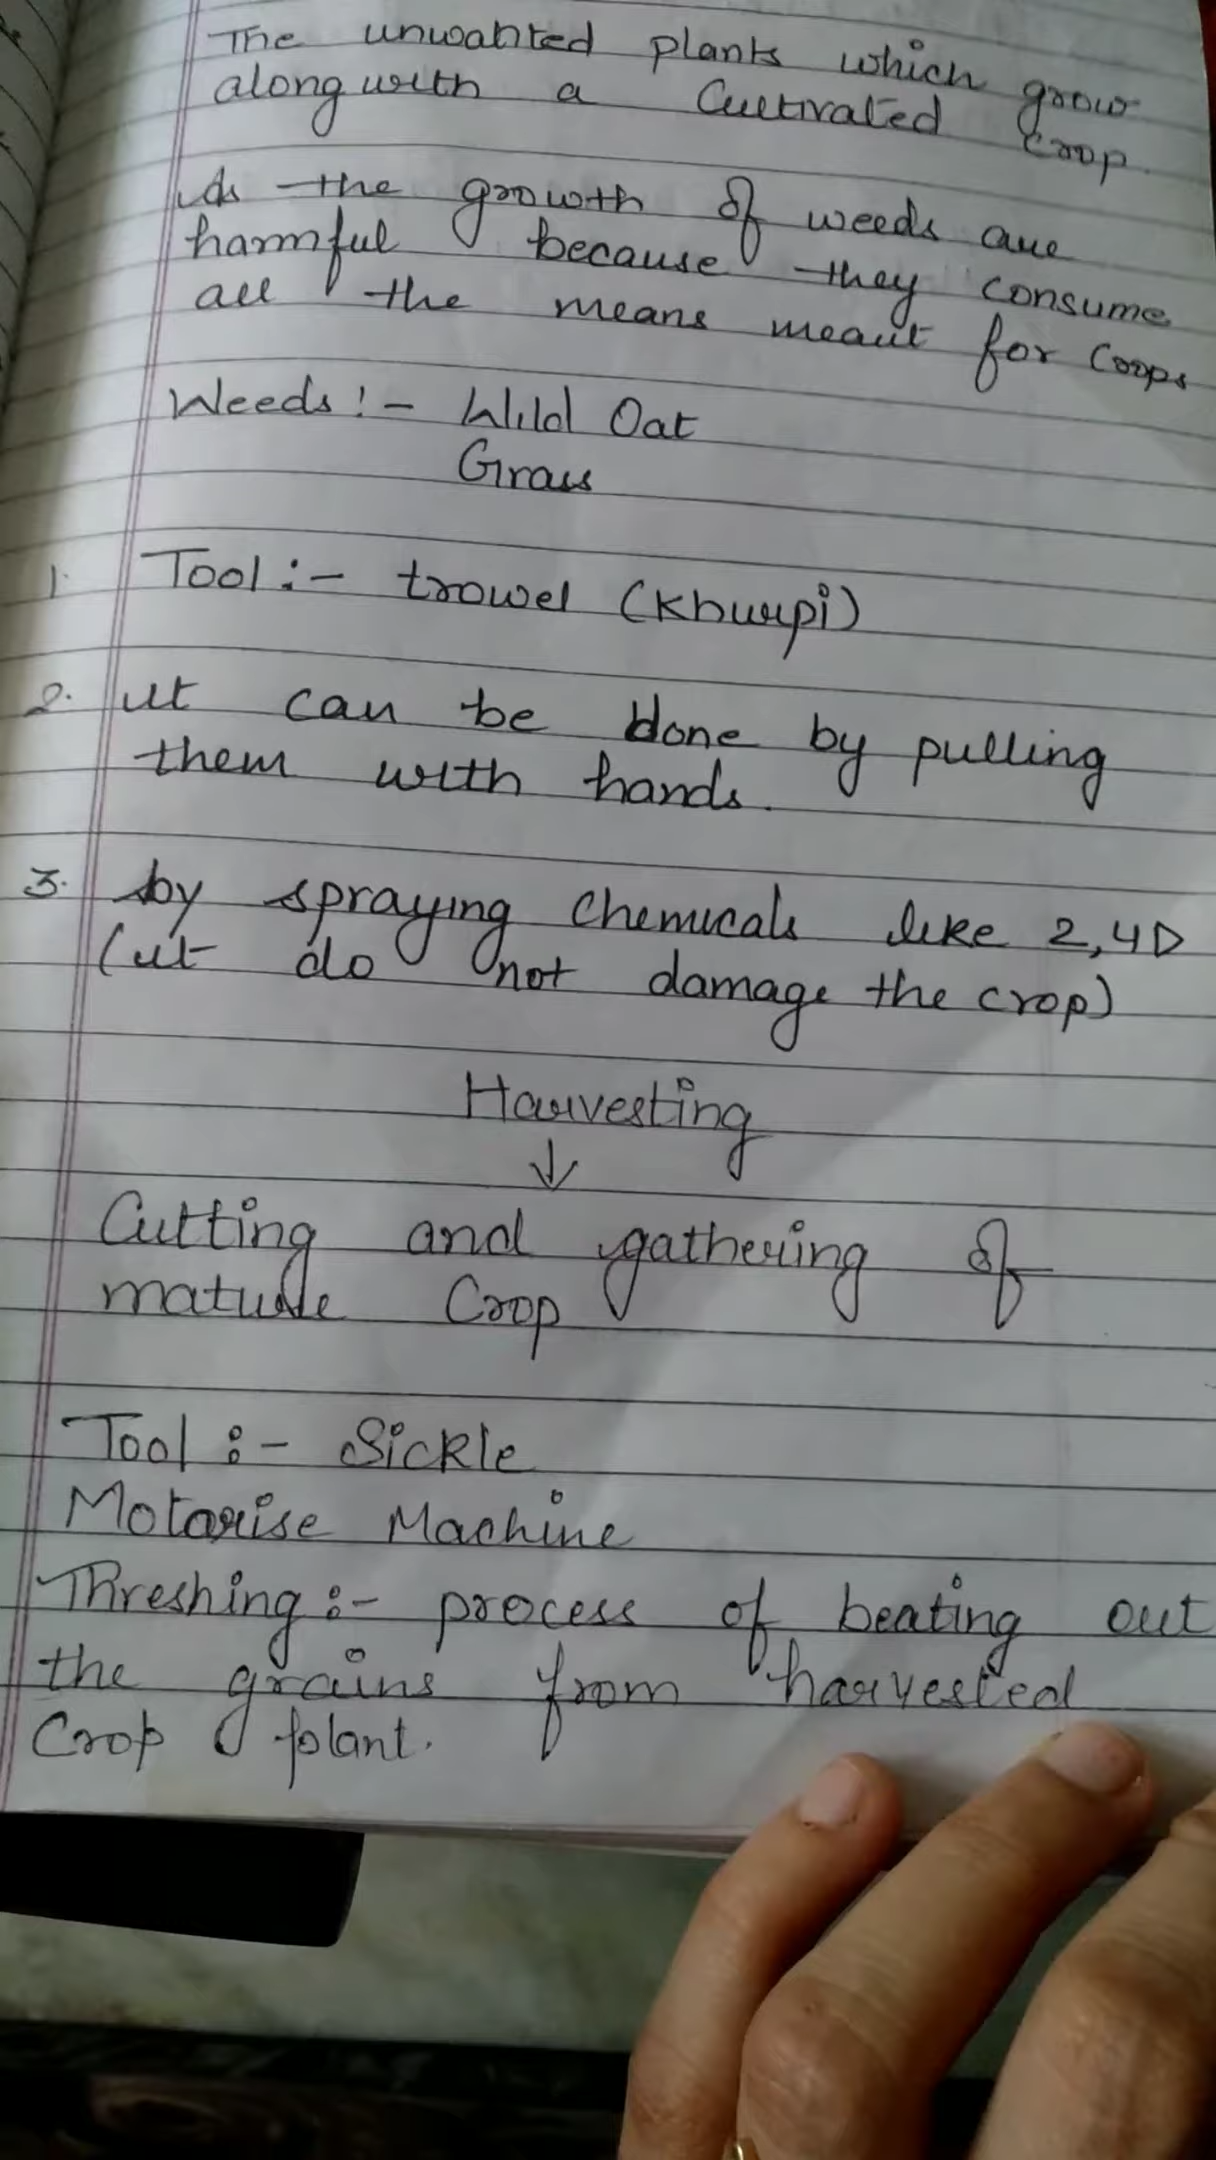 The unwanted plants which grow
along with a Cultivated crop
As the growth of weeds are
harmful because they consume
all the means meant for Crops
Weeds :- Wild Oat
Grass
1. Tool :- trowel (Khurpi)
2. It can be done by pulling
them with hands.
3. by spraying Chemicals like 2,4D
(it do not damage the crop)
Harvesting
↓
Cutting and gathering of
mature Crop
Tool :- Sickle
Motorise Machine
Threshing :- process of beating out
the grains from harvested
Crop plant.